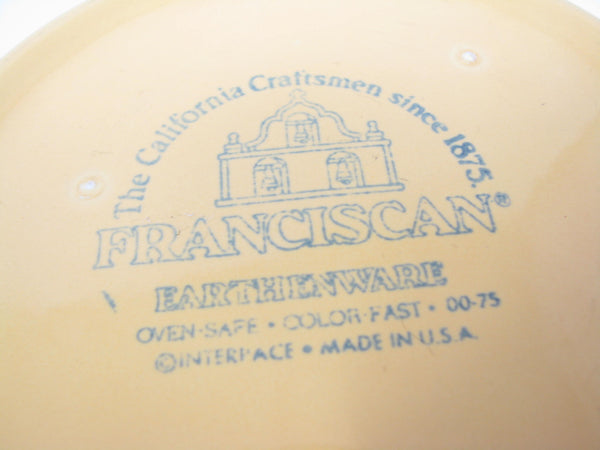 The California Craftsmen since 1875.
FRANCISCAN®
EARTHENWARE
OVEN-SAFE • COLOR-FAST • 00-75
©INTERPACE • MADE IN U.S.A.